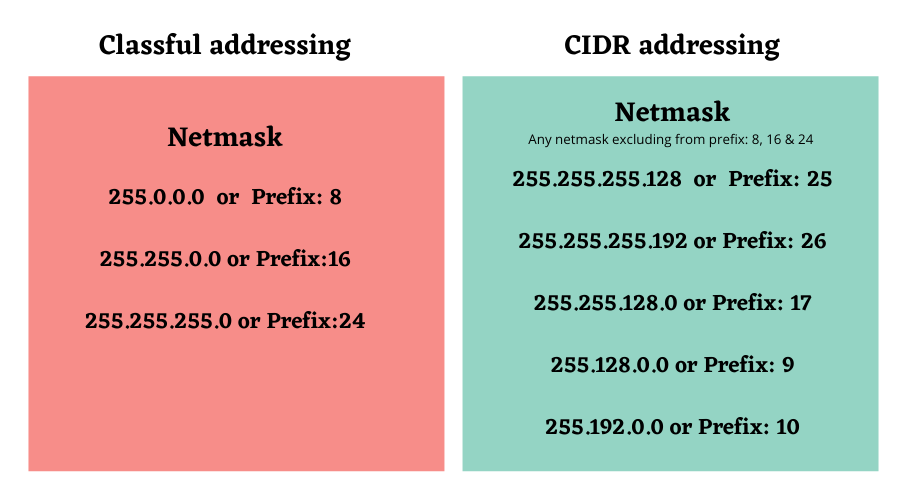 Classful addressing
Netmask
255.0.0.0 or Prefix: 8
255.255.0.0 or Prefix:16
255.255.255.0 or Prefix:24
CIDR addressing
Netmask
Any netmask excluding from prefix: 8, 16 & 24
255.255.255.128 or Prefix: 25
255.255.255.192 or Prefix: 26
255.255.128.0 or Prefix: 17
255.128.0.0 or Prefix: 9
255.192.0.0 or Prefix: 10